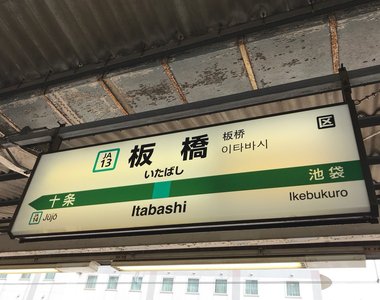 JA
13
板橋
いたばし
板桥
이타바시
区
十条
池袋
JA
14
Jūjō
Itabashi
Ikebukuro